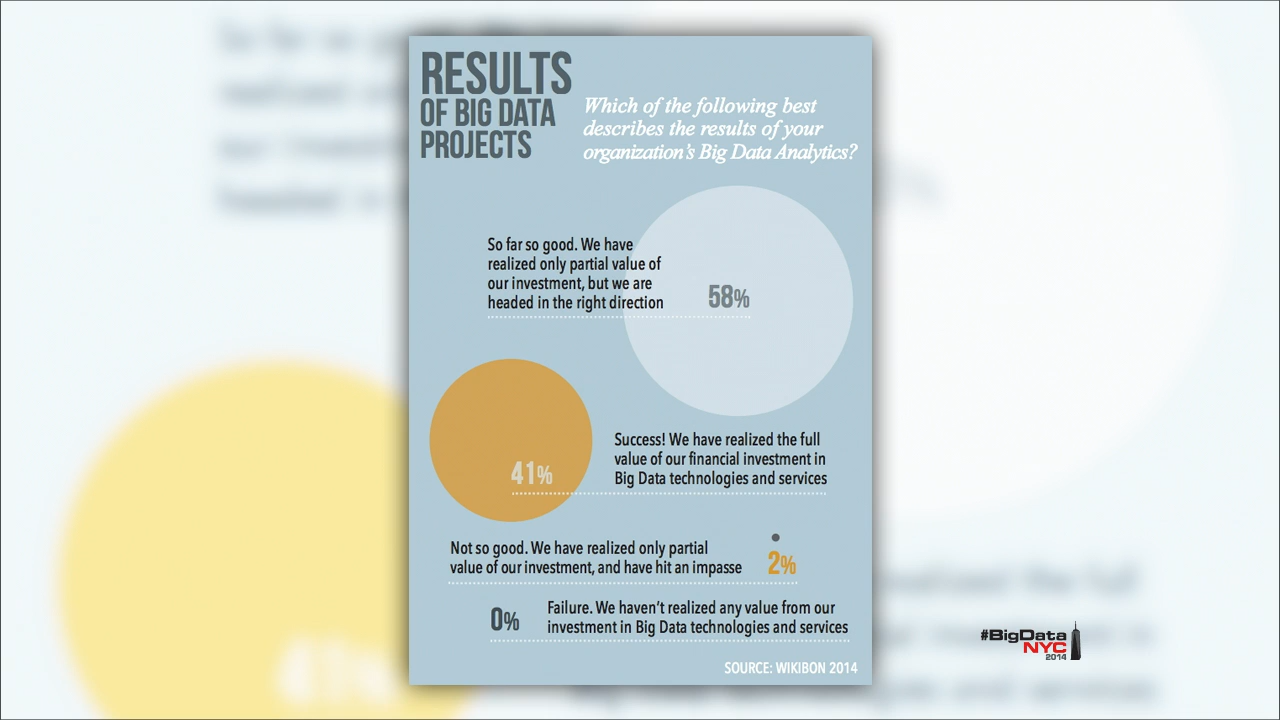 RESULTS
OF BIG DATA
PROJECTS
Which of the following best
describes the results of your
organization's Big Data Analytics?
So far so good. We have
realized only partial value of
our investment, but we are
headed in the right direction
58%
41%
Success! We have realized the full
value of our financial investment in
Big Data technologies and services
Not so good. We have realized only partial
value of our investment, and have hit an impasse
2%
0%
Failure. We haven't realized any value from our
investment in Big Data technologies and services
SOURCE: WIKIBON 2014
#BigData
NYC
2014